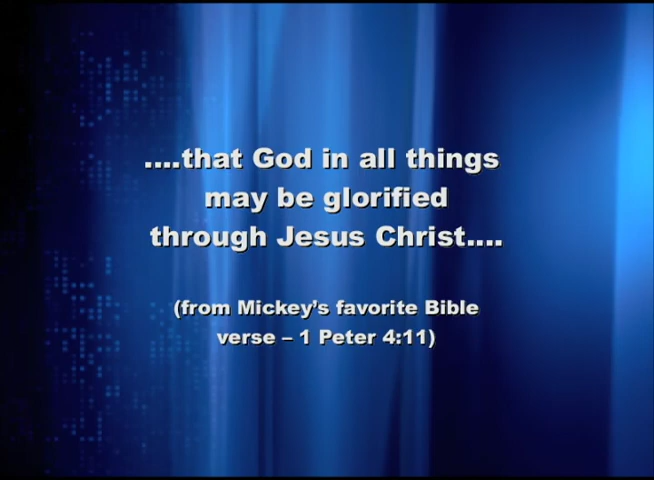 ....that God in all things
may be glorified
through Jesus Christ....
(from Mickey’s favorite Bible
verse – 1 Peter 4:11)